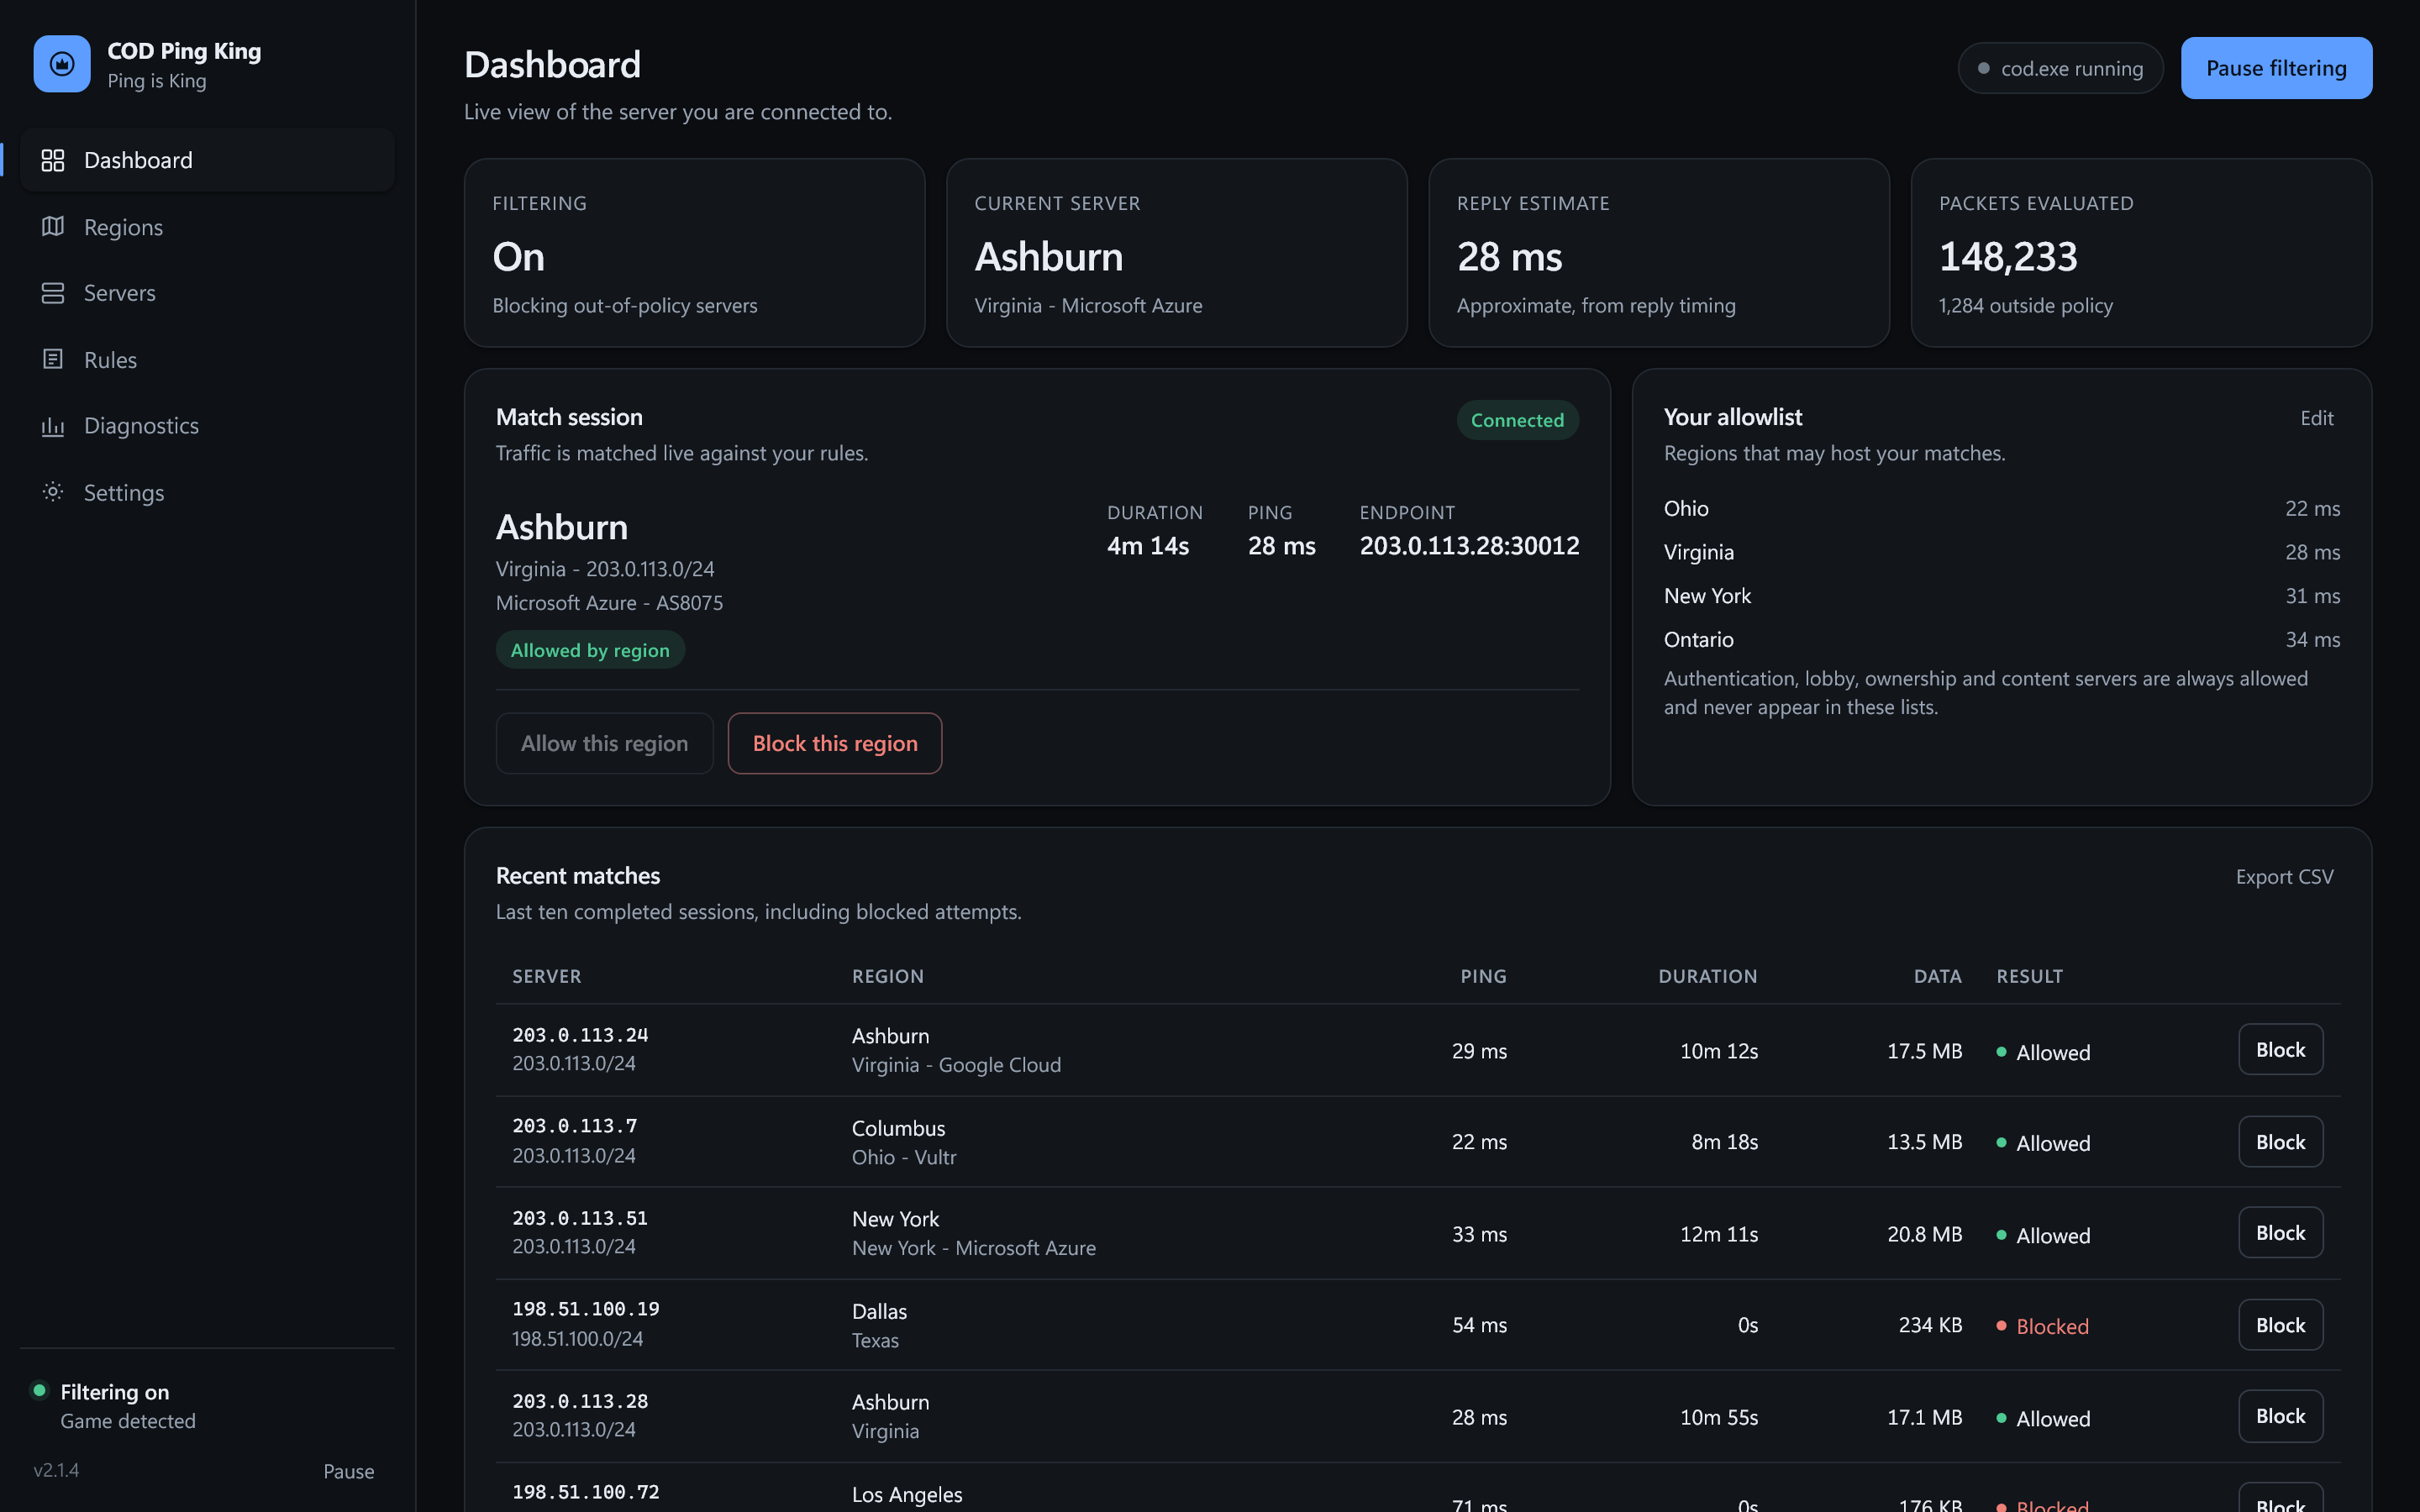 COD Ping King
Ping is King
Dashboard
Regions
Servers
Rules
Diagnostics
Settings
Filtering on
Game detected
v2.1.4
Pause
Dashboard
Live view of the server you are connected to.
cod.exe running
Pause filtering
FILTERING
On
Blocking out-of-policy servers
CURRENT SERVER
Ashburn
Virginia - Microsoft Azure
REPLY ESTIMATE
28 ms
Approximate, from reply timing
PACKETS EVALUATED
148,233
1,284 outside policy
Match session
Traffic is matched live against your rules.
Connected
Ashburn
Virginia - 203.0.113.0/24
Microsoft Azure - AS8075
Allowed by region
DURATION
4m 14s
PING
28 ms
ENDPOINT
203.0.113.28:30012
Allow this region
Block this region
Your allowlist
Edit
Regions that may host your matches.
Ohio 22 ms
Virginia 28 ms
New York 31 ms
Ontario 34 ms
Authentication, lobby, ownership and content servers are always allowed
and never appear in these lists.
Recent matches
Export CSV
Last ten completed sessions, including blocked attempts.
SERVER REGION PING DURATION DATA RESULT
203.0.113.24
203.0.113.0/24
Ashburn
Virginia - Google Cloud
29 ms 10m 12s 17.5 MB Allowed Block
203.0.113.7
203.0.113.0/24
Columbus
Ohio - Vultr
22 ms 8m 18s 13.5 MB Allowed Block
203.0.113.51
203.0.113.0/24
New York
New York - Microsoft Azure
33 ms 12m 11s 20.8 MB Allowed Block
198.51.100.19
198.51.100.0/24
Dallas
Texas
54 ms 0s 234 KB Blocked Block
203.0.113.28
203.0.113.0/24
Ashburn
Virginia
28 ms 10m 55s 17.1 MB Allowed Block
198.51.100.72
Los Angeles
71 ms 0s 176 KB Blocked Block